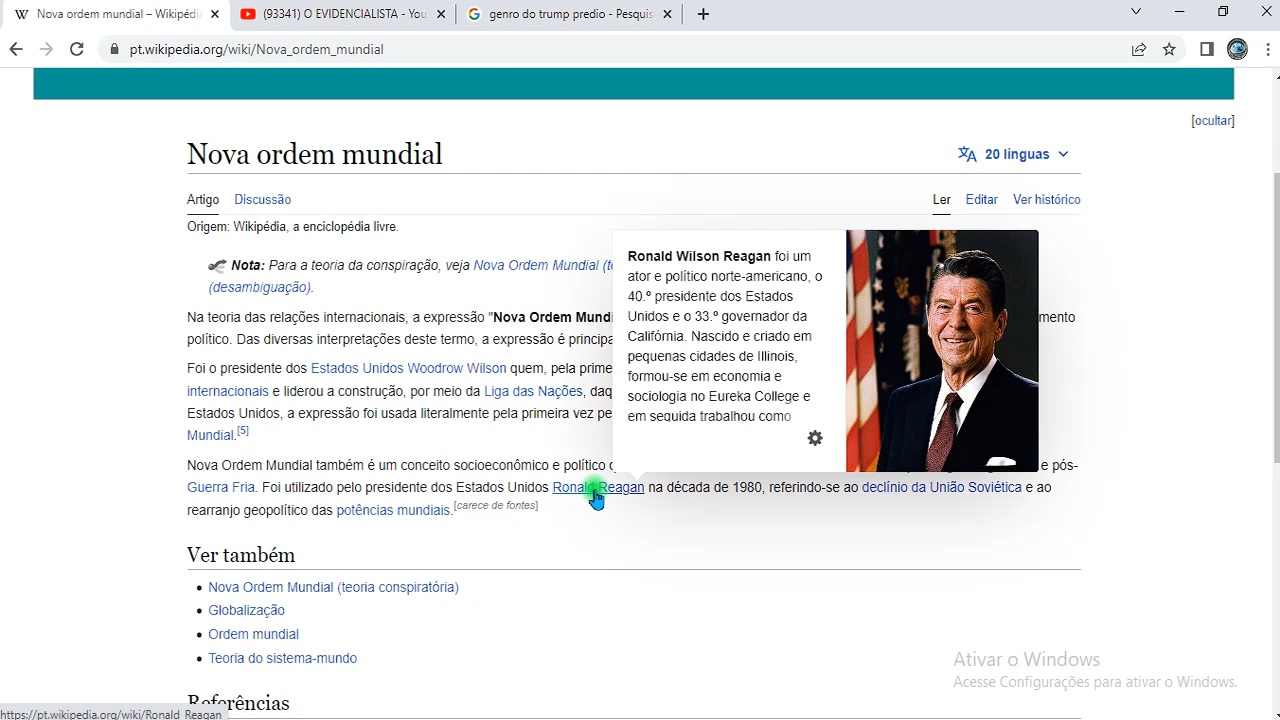 Nova ordem mundial – Wikipédia
(93341) O EVIDENCIALISTA - You
genro do trump predio - Pesquis
pt.wikipedia.org/wiki/Nova_ordem_mundial
[ocultar]
Nova ordem mundial
20 línguas
Artigo Discussão
Ler Editar Ver histórico
Origem: Wikipédia, a enciclopédia livre.
Nota: Para a teoria da conspiração, veja Nova Ordem Mundial (t
(desambiguação).
Na teoria de relações internacionais, a expressão "Nova Ordem Mundi
mento
político. Das diversas interpretações deste termo, a expressão é principa
Foi o presidente dos Estados Unidos Woodrow Wilson quem, pela prime
internacionais e liderou a construção, por meio da Liga das Nações, daq
Estados Unidos, a expressão foi usada literalmente pela primeira vez pe
Mundial.[5]
Nova Ordem Mundial também é um conceito socioeconômico e político
e pós-
Guerra Fria. Foi utilizado pelo presidente dos Estados Unidos Ronald Reagan na década de 1980, referindo-se ao declínio da União Soviética e ao
rearranjo geopolítico das potências mundiais.[carece de fontes]
Ronald Wilson Reagan foi um
ator e político norte-americano, o
40.º presidente dos Estados
Unidos e o 33.º governador da
Califórnia. Nascido e criado em
pequenas cidades de Illinois,
formou-se em economia e
sociologia no Eureka College e
em seguida trabalhou como
Ver também
Nova Ordem Mundial (teoria conspiratória)
Globalização
Ordem mundial
Teoria do sistema-mundo
Referências
Ativar o Windows
Acesse Configurações para ativar o Windows.
https://pt.wikipedia.org/wiki/Ronald_Reagan